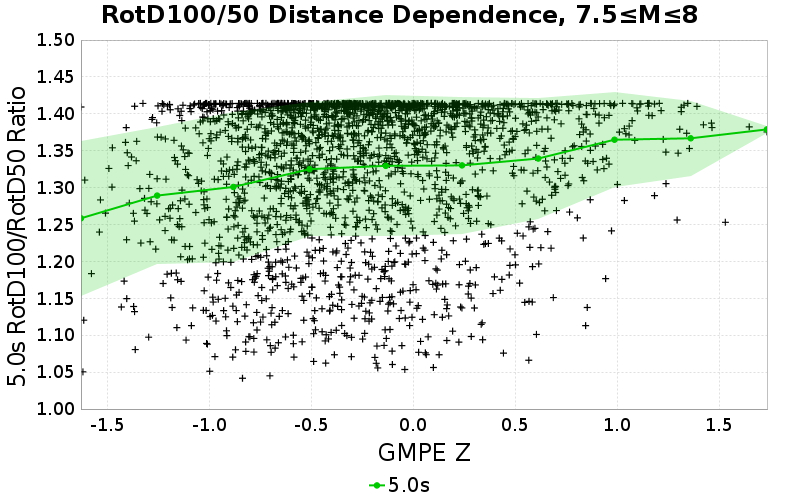 RotD100/50 Distance Dependence, 7.5≤M≤8
5.0s RotD100/RotD50 Ratio
1.50
1.45
1.40
1.35
1.30
1.25
1.20
1.15
1.10
1.05
1.00
-1.5 -1.0 -0.5 0.0 0.5 1.0 1.5
GMPE Z
5.0s